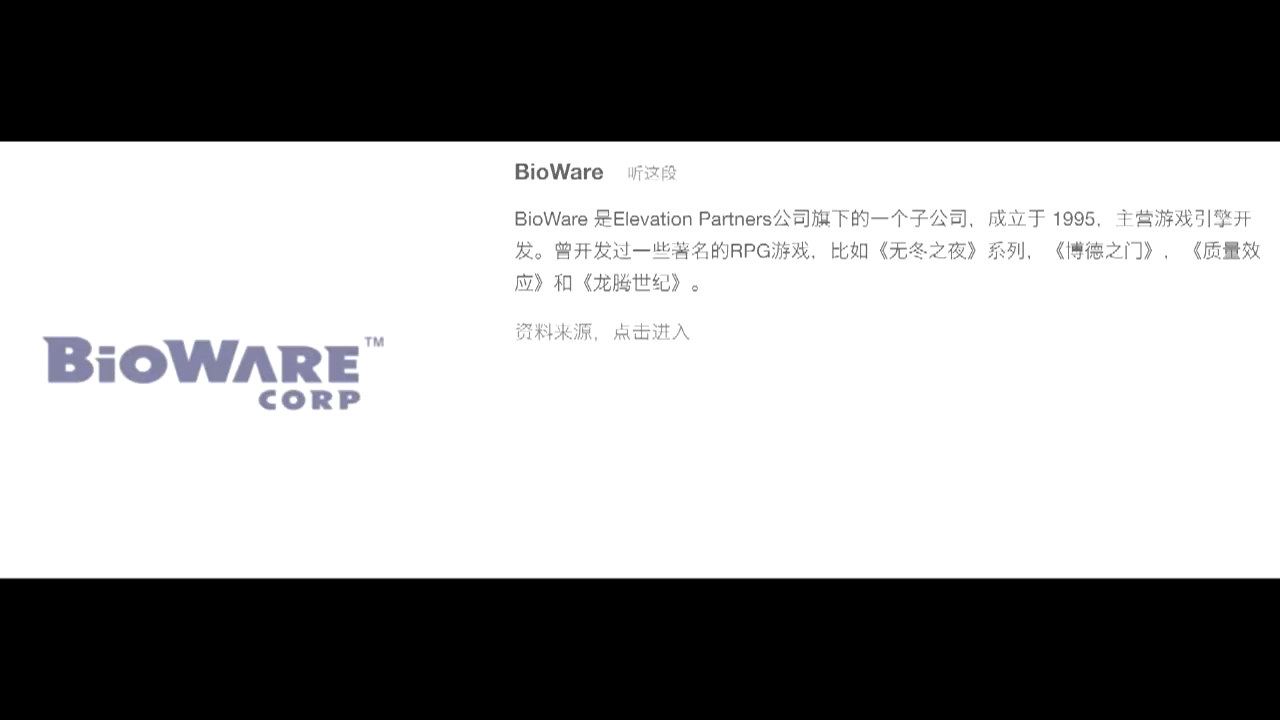 BioWare 听这段
BioWare 是Elevation Partners公司旗下的一个子公司，成立于 1995，主营游戏引擎开
发。曾开发过一些著名的RPG游戏，比如《无冬之夜》系列，《博德之门》，《质量效
应》和《龙腾世纪》。
资料来源，点击进入
BIOWARE™
CORP